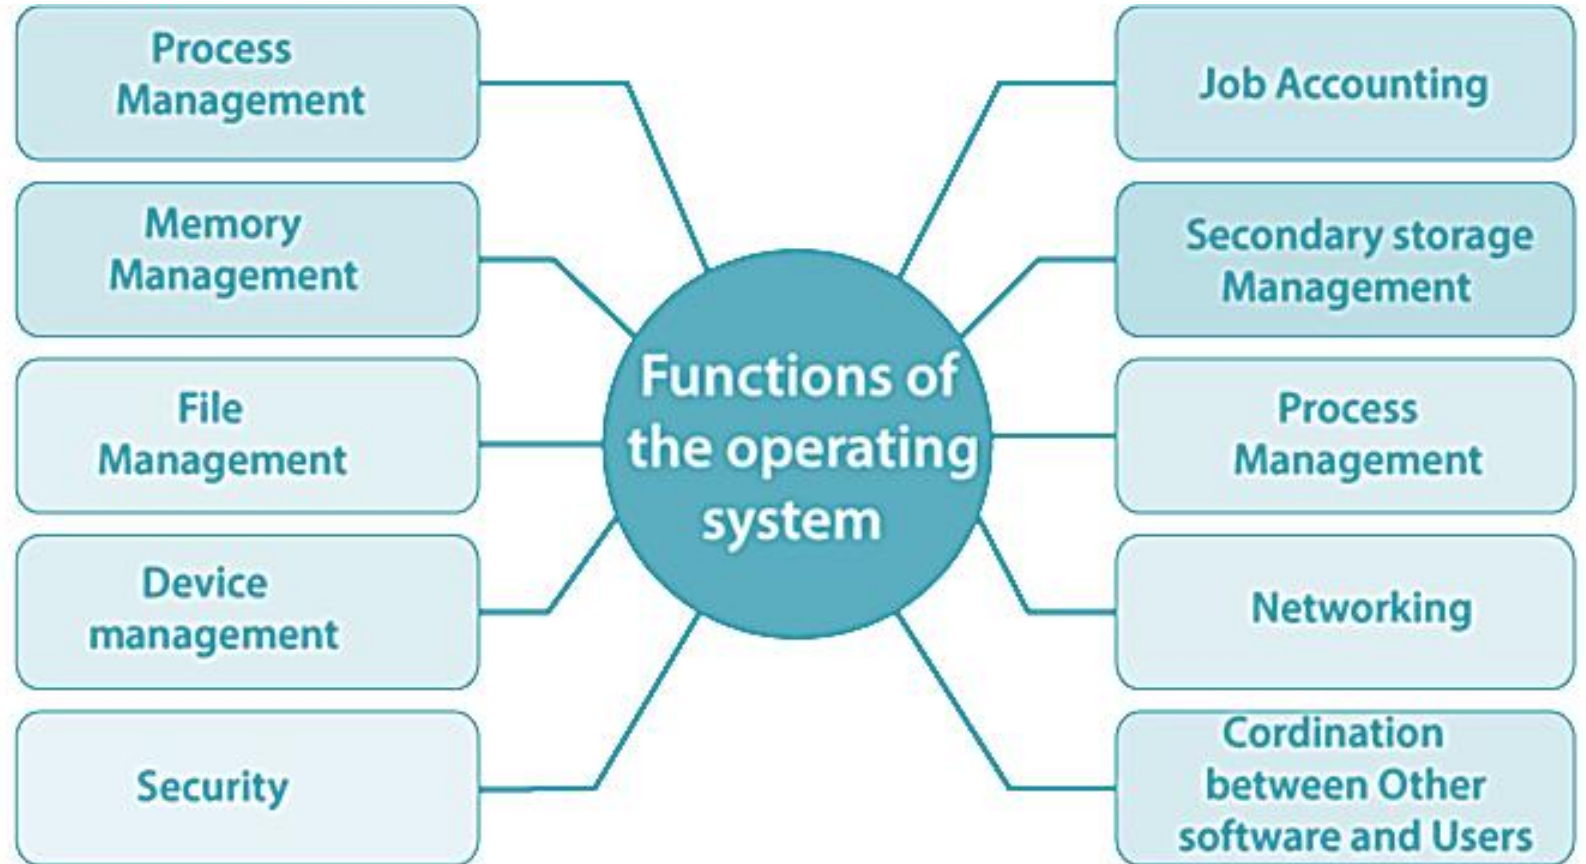 Process
Management
Memory
Management
File
Management
Device
management
Security
Functions of
the operating
system
Job Accounting
Secondary storage
Management
Process
Management
Networking
Cordination
between Other
software and Users